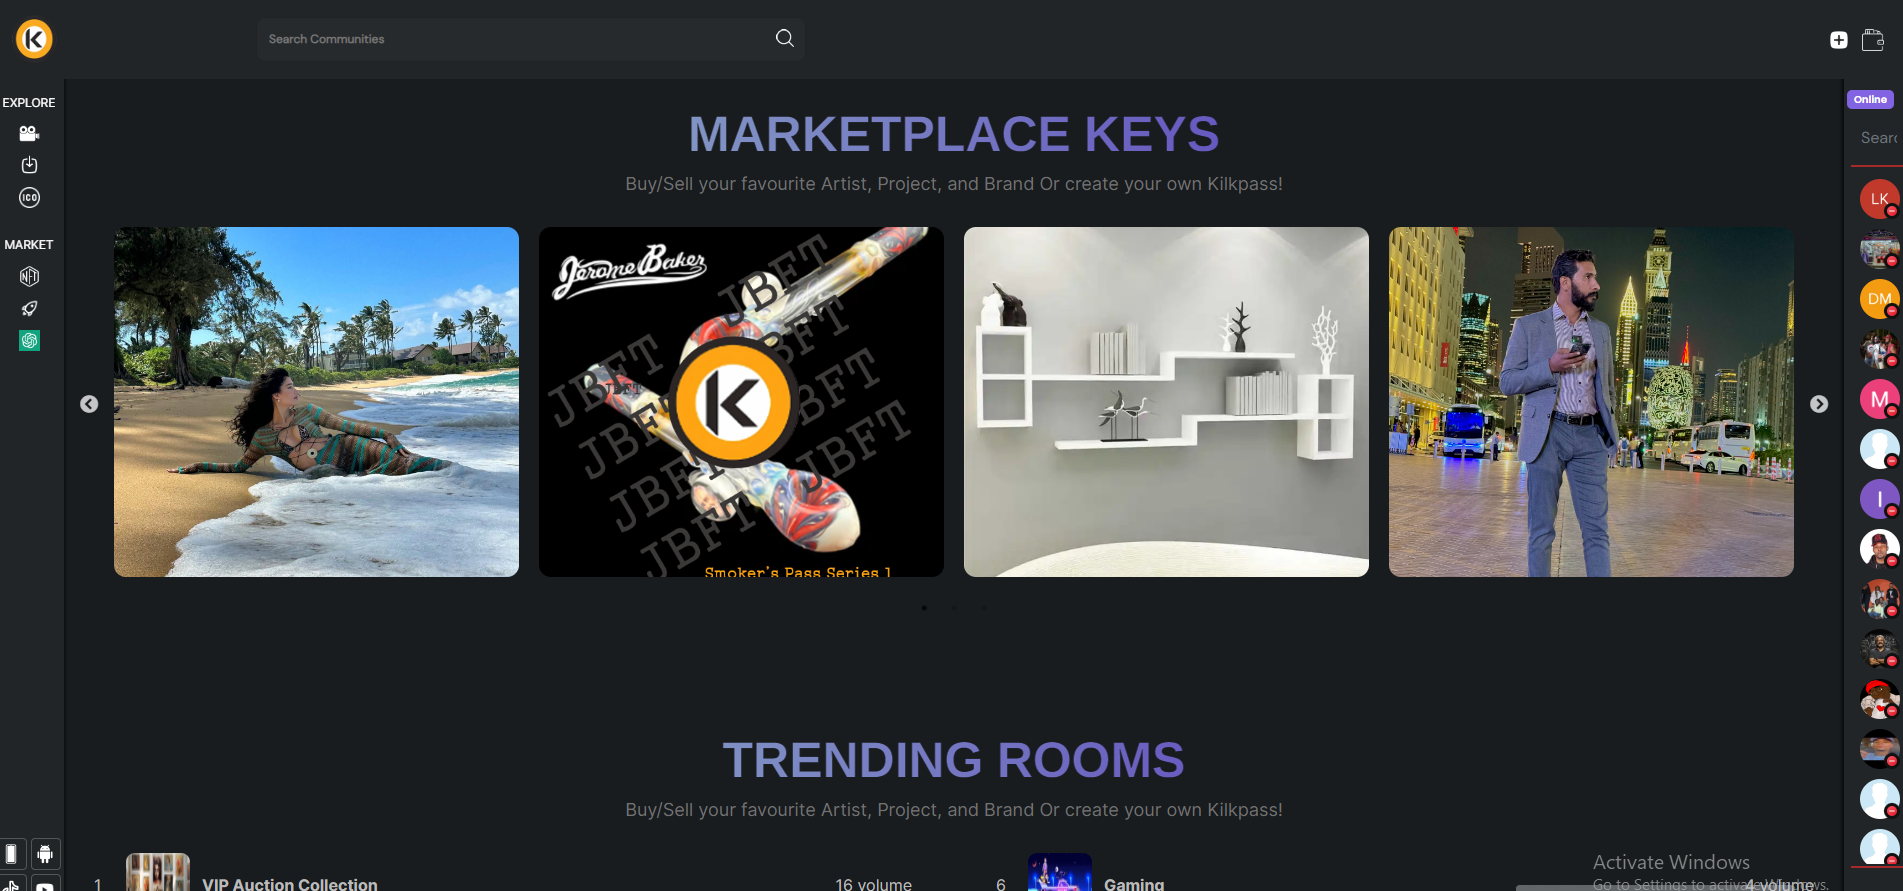 K
Search Communities
EXPLORE
ICO
MARKET
NFT
Online
MARKETPLACE KEYS
Buy/Sell your favourite Artist, Project, and Brand Or create your own Kilkpass!
Jerome Baker
JBFT
JBFT
JBFT
JBFT
JBFT
JBFT
JBFT
K
Smoker's Pass Series 1
LK
DM
M
I
TRENDING ROOMS
Buy/Sell your favourite Artist, Project, and Brand Or create your own Kilkpass!
1 VIP Auction Collection 16 volume
6 Gaming 4 volume
Activate Windows
Go to Settings to activate Windows.